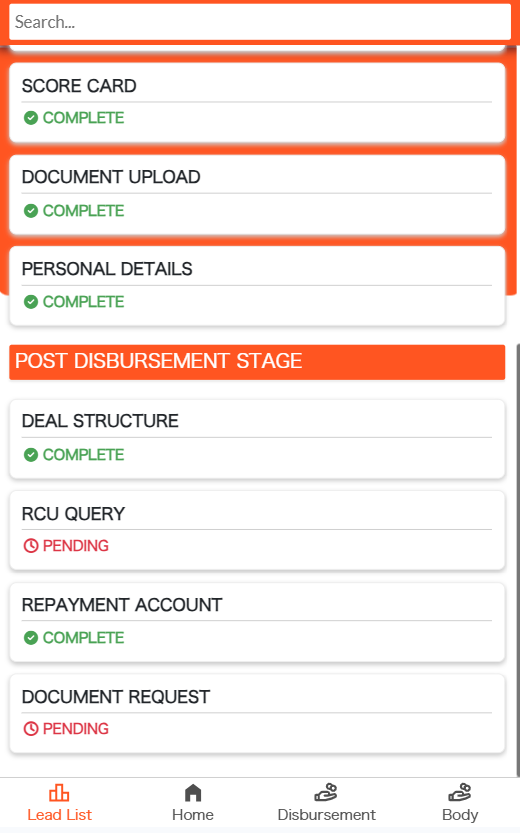 Search...
SCORE CARD
COMPLETE
DOCUMENT UPLOAD
COMPLETE
PERSONAL DETAILS
COMPLETE
POST DISBURSEMENT STAGE
DEAL STRUCTURE
COMPLETE
RCU QUERY
PENDING
REPAYMENT ACCOUNT
COMPLETE
DOCUMENT REQUEST
PENDING
Lead List Home Disbursement Body